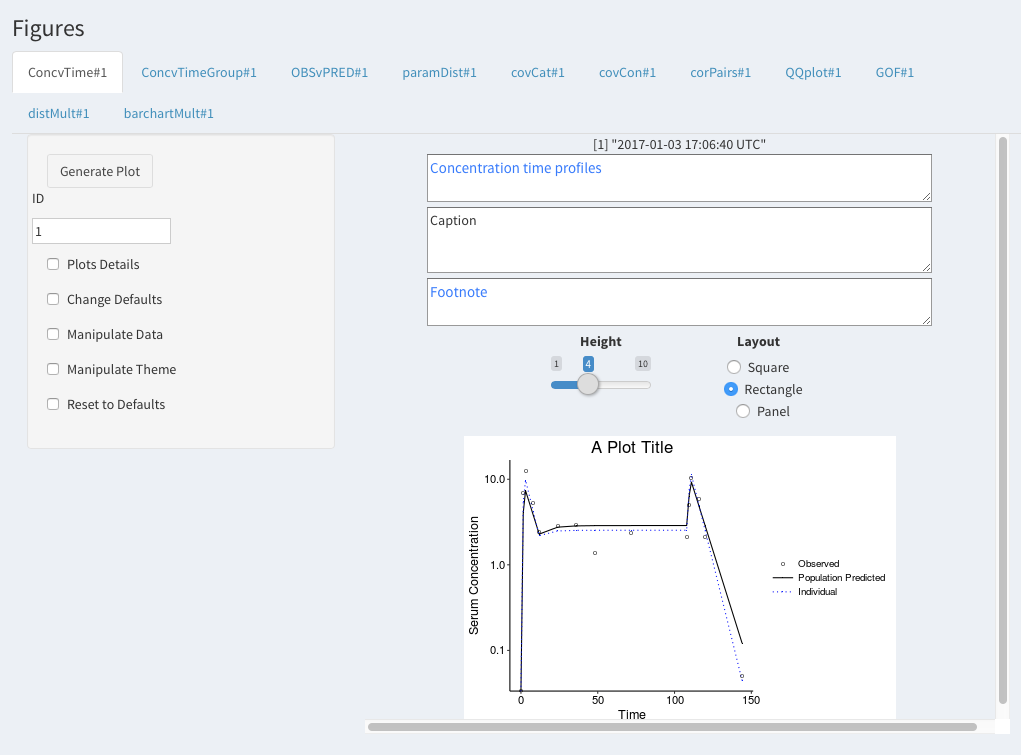 Figures
ConcvTime#1 ConcvTimeGroup#1 OBSvPRED#1 paramDist#1 covCat#1 covCon#1 corPairs#1 QQplot#1 GOF#1
distMult#1 barchartMult#1
Generate Plot
ID
1
Plots Details
Change Defaults
Manipulate Data
Manipulate Theme
Reset to Defaults
[1] "2017-01-03 17:06:40 UTC"
Concentration time profiles
Caption
Footnote
Height
1 4 10
Layout
Square
Rectangle
Panel
A Plot Title
Serum Concentration
10.0
1.0
0.1
0 50 100 150
Time
Observed
Population Predicted
Individual